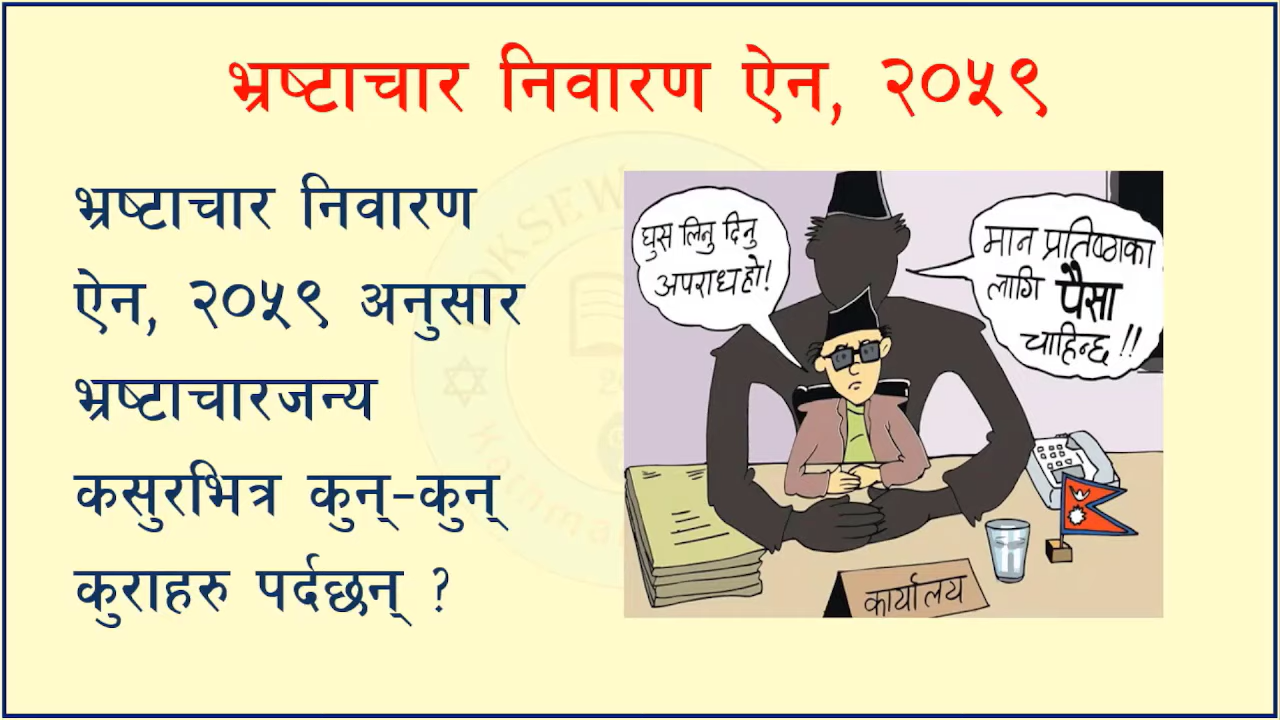 भ्रष्टाचार निवारण ऐन, २०५९
भ्रष्टाचार निवारण
ऐन, २०५९ अनुसार
भ्रष्टाचारजन्य
कसुरभित्र कुन्-कुन्
कुराहरु पर्दछन् ?
घुस लिनु दिनु
अपराध हो!
मान प्रतिष्ठाका
लागि पैसा
चाहिन्छ !!
कार्यालय